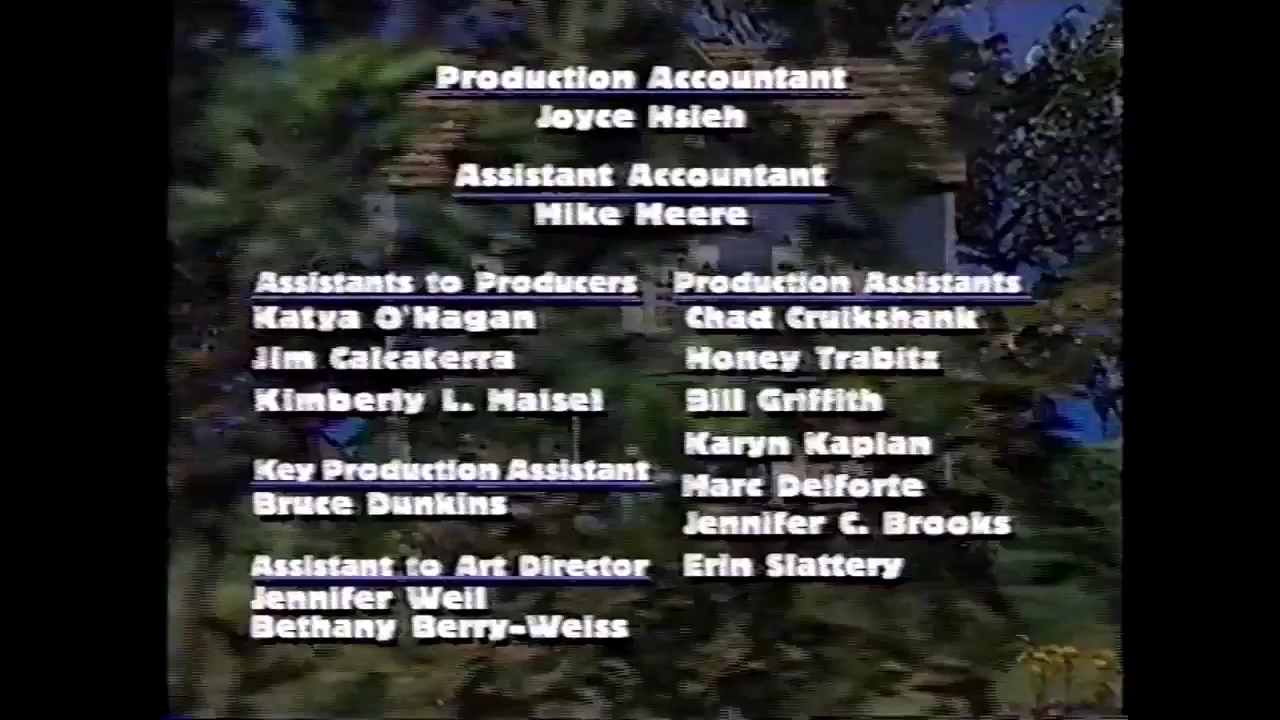 Production Accountant
Joyce Hsieh
Assistant Accountant
Mike Meere
Assistants to Producers
Katya O'Hagan
Jim Calcaterra
Kimberly L. Maisel
Key Production Assistant
Bruce Dunkins
Assistant to Art Director
Jennifer Weil
Bethany Berry-Weiss
Production Assistants
Chad Cruikshank
Honey Trabitz
Bill Griffith
Karyn Kaplan
Marc Delforte
Jennifer C. Brooks
Erin Slattery